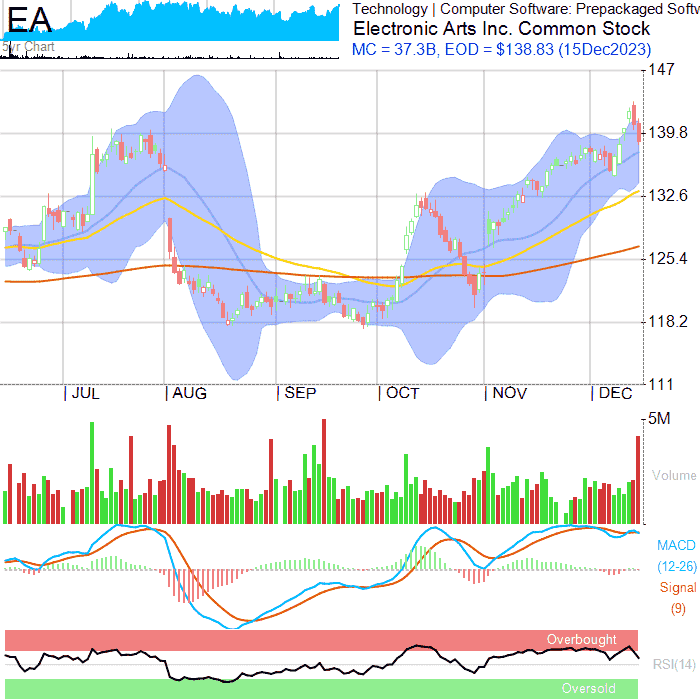 EA
5yr Chart
Technology | Computer Software: Prepackaged Softw
Electronic Arts Inc. Common Stock
MC = 37.3B, EOD = $138.83 (15Dec2023)
147
139.8
132.6
125.4
118.2
111
| JUL | AUG | SEP | OCT | NOV | DEC
5M
Volume
MACD
(12-26)
Signal
(9)
Overbought
RSI(14)
Oversold